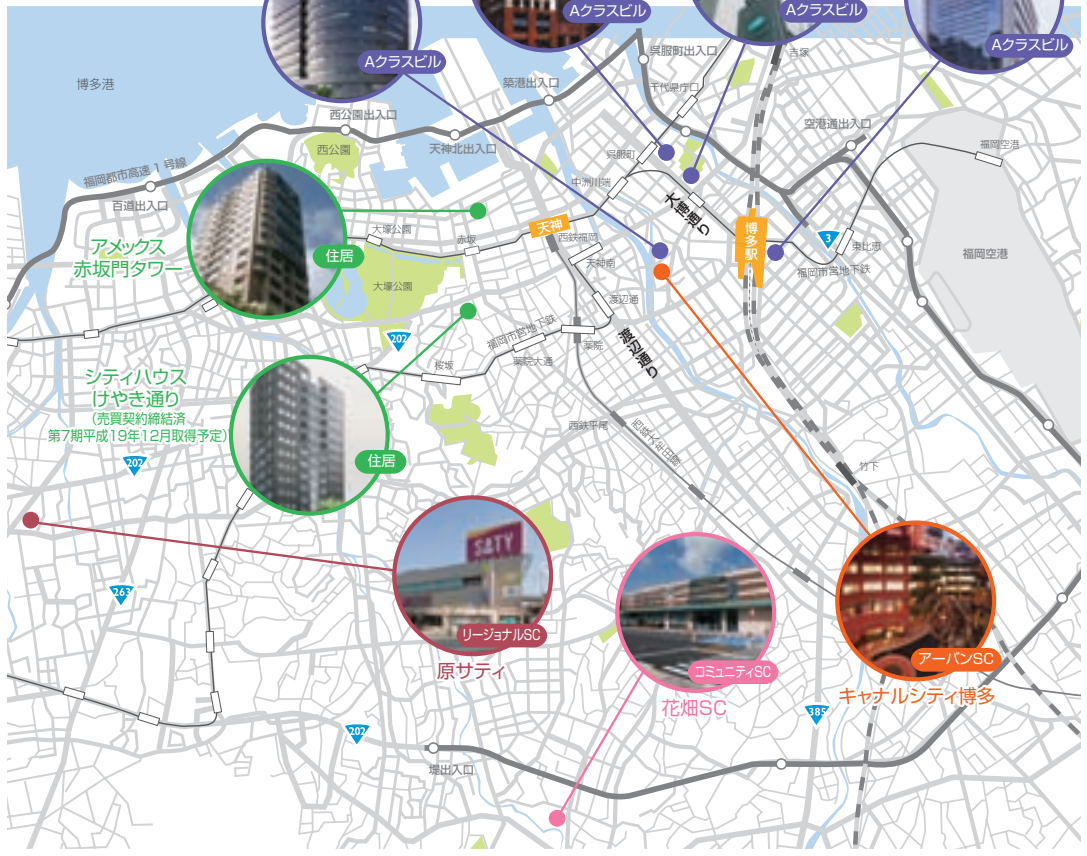 Aクラスビル
Aクラスビル
Aクラスビル
Aクラスビル
博多港
呉服町出入口
吉塚
千代県庁口
築港出入口
西公園出入口
天神北出入口
空港通出入口
西公園
呉服町
福岡空港
福岡都市高速1号線
中洲川端
百道出入口
大博通り
アメックス
赤坂門タワー
住居
大濠公園
赤坂
天神
西鉄福岡
博多駅
3
東比恵
天神南
福岡市営地下鉄
福岡空港
大濠公園
渡辺通
202
福岡市営地下鉄
薬院
渡辺通り
薬院大通
桜坂
シティハウス
けやき通り
(売買契約締結済
第7期平成19年12月取得予定)
住居
西鉄平尾
西鉄大牟田線
202
竹下
SATY
263
リージョナルSC
原サティ
コミュニティSC
花畑SC
アーバンSC
キャナルシティ博多
385
202
堤出入口